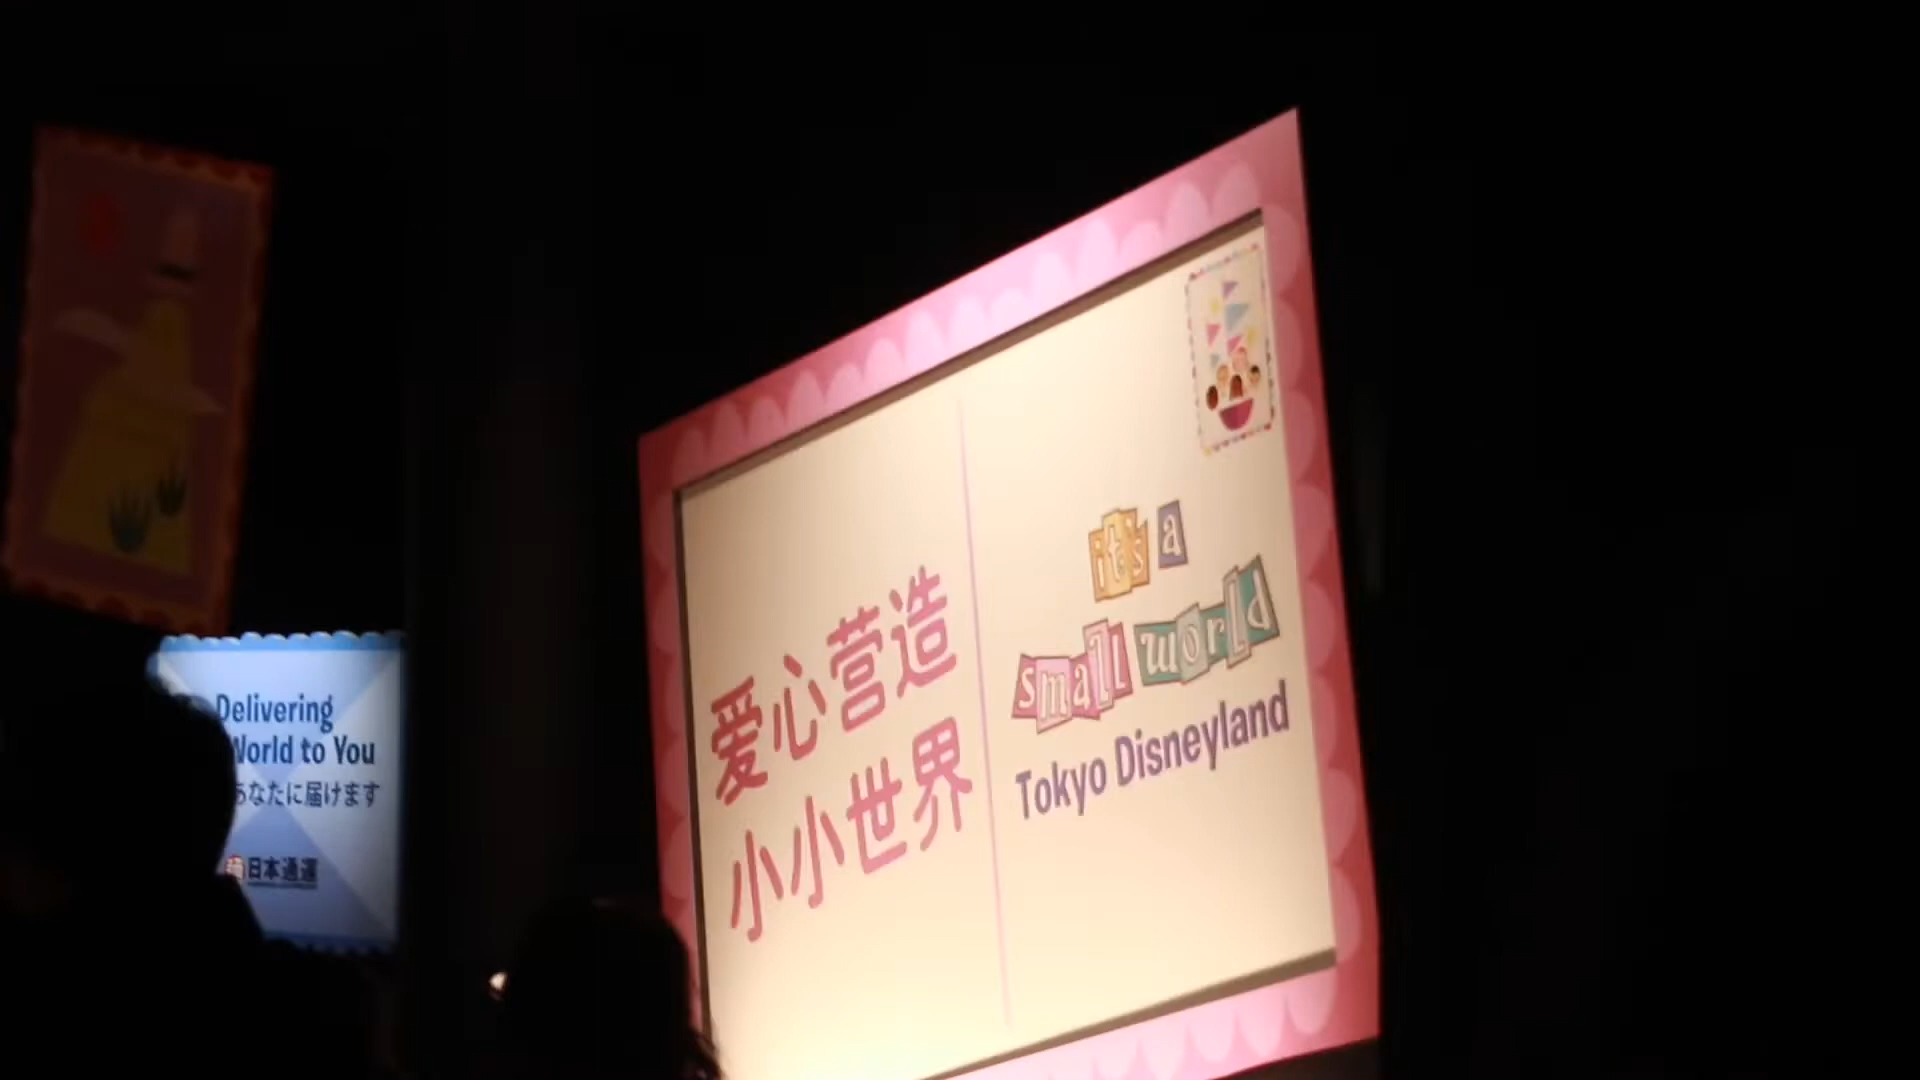 Delivering
World to You
あなたに届けます
日本通運
爱心营造
小小世界
it's a
small world
Tokyo Disneyland